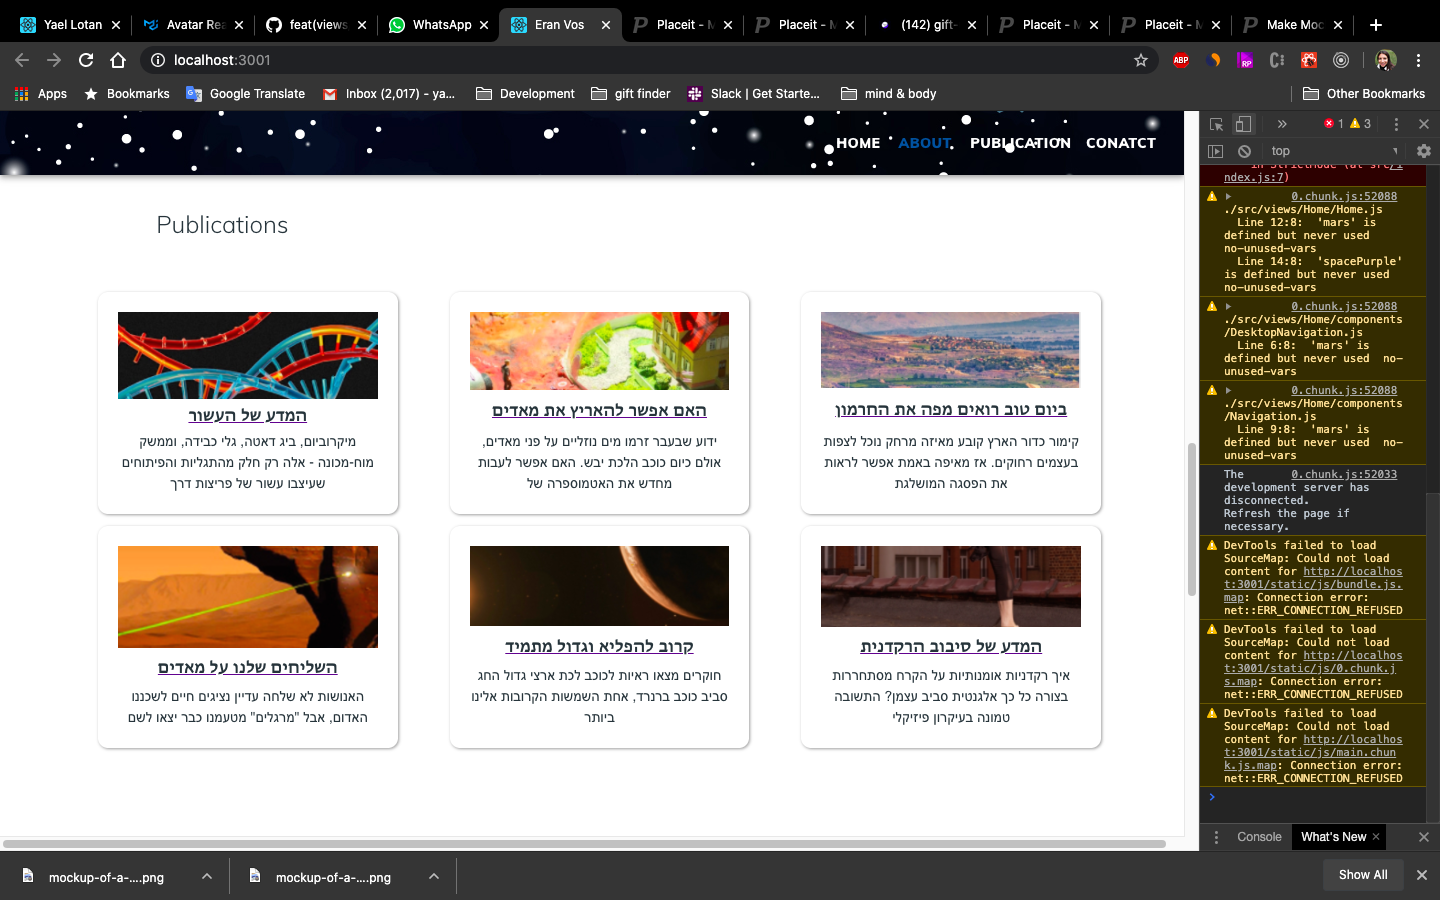 Yael Lotan
Avatar Rea
feat(views
WhatsApp
Eran Vos
Placeit - M
Placeit - M
(142) gift-
Placeit - M
Placeit - M
Make Moc
localhost:3001
Apps
Bookmarks
Google Translate
Inbox (2,017) - ya...
Development
gift finder
Slack | Get Starte...
mind & body
Other Bookmarks
HOME ABOUT PUBLICATION CONATCT
Publications
המדע של העשור
מיקרוביום, ביג דאטה, גלי כבידה, וממשק
מוח-מכונה - אלה רק חלק מהתגליות והפיתוחים
שעיצבו עשור של פריצות דרך
האם אפשר להאריץ את מאדים
ידוע שבעבר זרמו מים נוזליים על פני מאדים,
אולם כיום כוכב הלכת יבש. האם אפשר לעבות
מחדש את האטמוספרה של
ביום טוב רואים מפה את החרמון
קימור כדור הארץ קובע מאיזה מרחק נוכל לצפות
בעצמים רחוקים. אז מאיפה באמת אפשר לראות
את הפסגה המושלגת
השליחים שלנו על מאדים
האנושות לא שלחה עדיין נציגים חיים לשכננו
האדום, אבל "מרגלים" מטעמנו כבר יצאו לשם
קרוב להפליא וגדול מתמיד
חוקרים מצאו ראיות לכוכב לכת ארצי גדול החג
סביב כוכב ברנרד, אחת השמשות הקרובות אלינו
ביותר
המדע של סיבוב הרקדנית
איך רקדניות אומנותיות על הקרח מסתחררות
בצורה כל כך אלגנטית סביב עצמן? התשובה
טמונה בעיקרון פיזיקלי
1 3
top
in StrictMode (at src/i
ndex.js:7)
0.chunk.js:52088
./src/views/Home/Home.js
Line 12:8: 'mars' is
defined but never used
no-unused-vars
Line 14:8: 'spacePurple'
is defined but never used
no-unused-vars
0.chunk.js:52088
./src/views/Home/components
/DesktopNavigation.js
Line 6:8: 'mars' is
defined but never used no-
unused-vars
0.chunk.js:52088
./src/views/Home/components
/Navigation.js
Line 9:8: 'mars' is
defined but never used no-
unused-vars
The 0.chunk.js:52033
development server has
disconnected.
Refresh the page if
necessary.
DevTools failed to load
SourceMap: Could not load
content for http://localhos
t:3001/static/js/bundle.js.
map: Connection error:
net::ERR_CONNECTION_REFUSED
DevTools failed to load
SourceMap: Could not load
content for http://localhos
t:3001/static/js/0.chunk.j
s.map: Connection error:
net::ERR_CONNECTION_REFUSED
DevTools failed to load
SourceMap: Could not load
content for http://localhos
t:3001/static/js/main.chun
k.js.map: Connection error:
net::ERR_CONNECTION_REFUSED
Console What's New
mockup-of-a-....png
mockup-of-a-....png
Show All